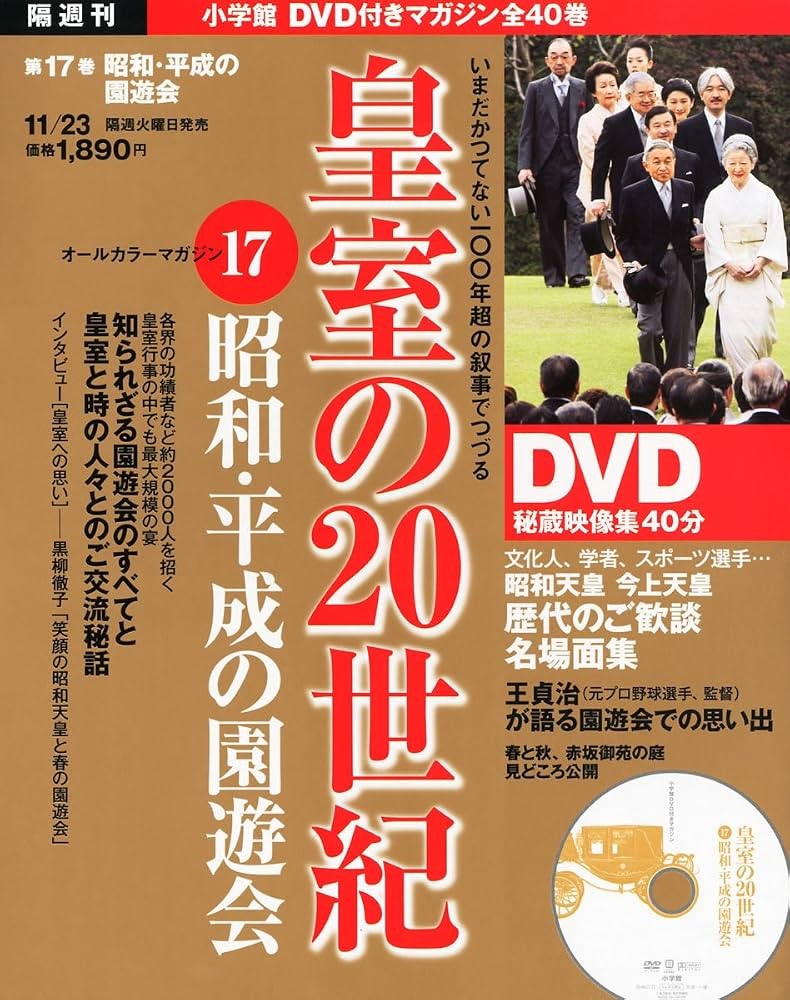 隔週刊
小学館 DVD付きマガジン全40巻
第17巻 昭和・平成の
園遊会
11/23 隔週火曜日発売
価格1,890円
いまだかつてない一〇〇年超の叙事でつづる
皇室の20世紀
オールカラーマガジン 17
昭和・平成の園遊会
各界の功績者など約2000人を招く
皇室行事の中でも最大規模の宴
知られざる園遊会のすべてと
皇室と時の人々とのご交流秘話
インタビュー[皇室への思い]——黒柳徹子「笑顔の昭和天皇と春の園遊会」
DVD
秘蔵映像集40分
文化人、学者、スポーツ選手…
昭和天皇 今上天皇
歴代のご歓談
名場面集
王貞治(元プロ野球選手、監督)
が語る園遊会での思い出
春と秋、赤坂御苑の庭
見どころ公開
小学館DVD付きマガジン
皇室の20世紀
17 昭和・平成の園遊会
DVD
小学館